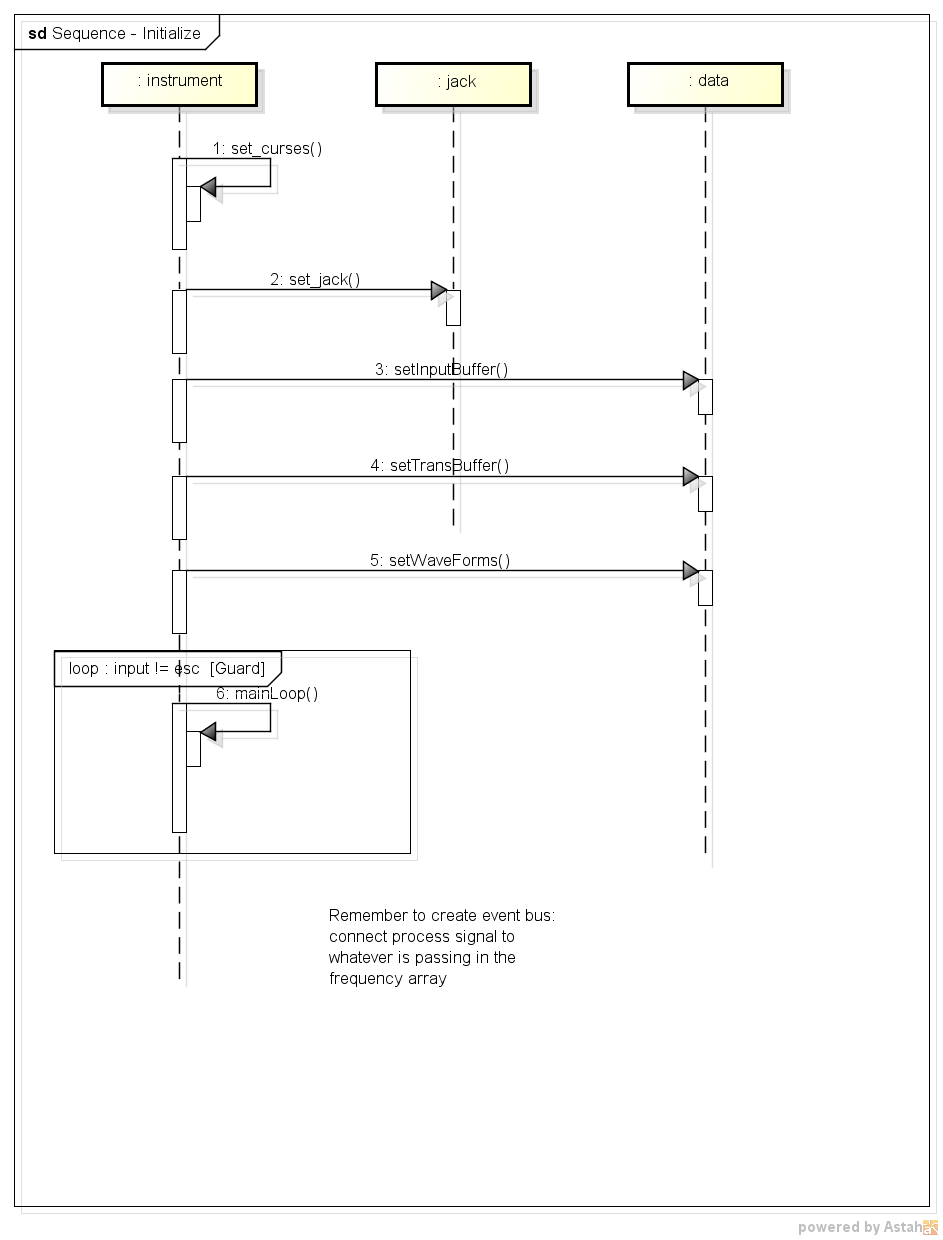 sd Sequence - Initialize
: instrument
: jack
: data
1: set_curses()
2: set_jack()
3: setInputBuffer()
4: setTransBuffer()
5: setWaveForms()
loop : input != esc [Guard]
6: mainLoop()
Remember to create event bus:
connect process signal to
whatever is passing in the
frequency array
powered by Astah